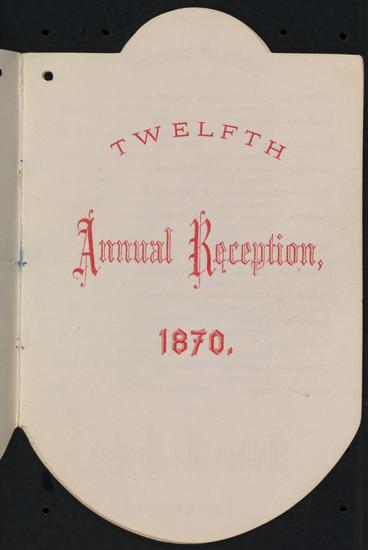 TWELFTH
Annual Reception,
1870.